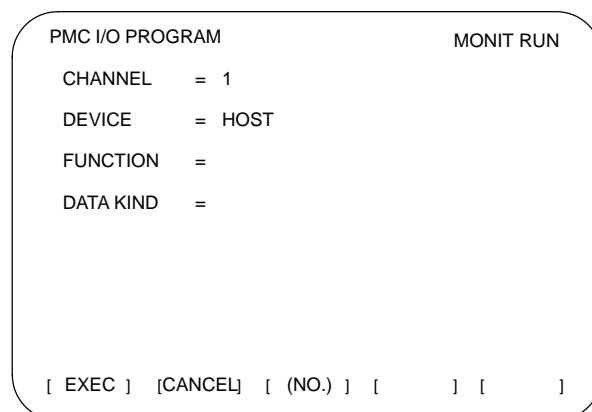 PMC I/O PROGRAM MONIT RUN
CHANNEL = 1
DEVICE = HOST
FUNCTION =
DATA KIND =
[ EXEC ] [CANCEL] [ (NO.) ] [ ] [ ]